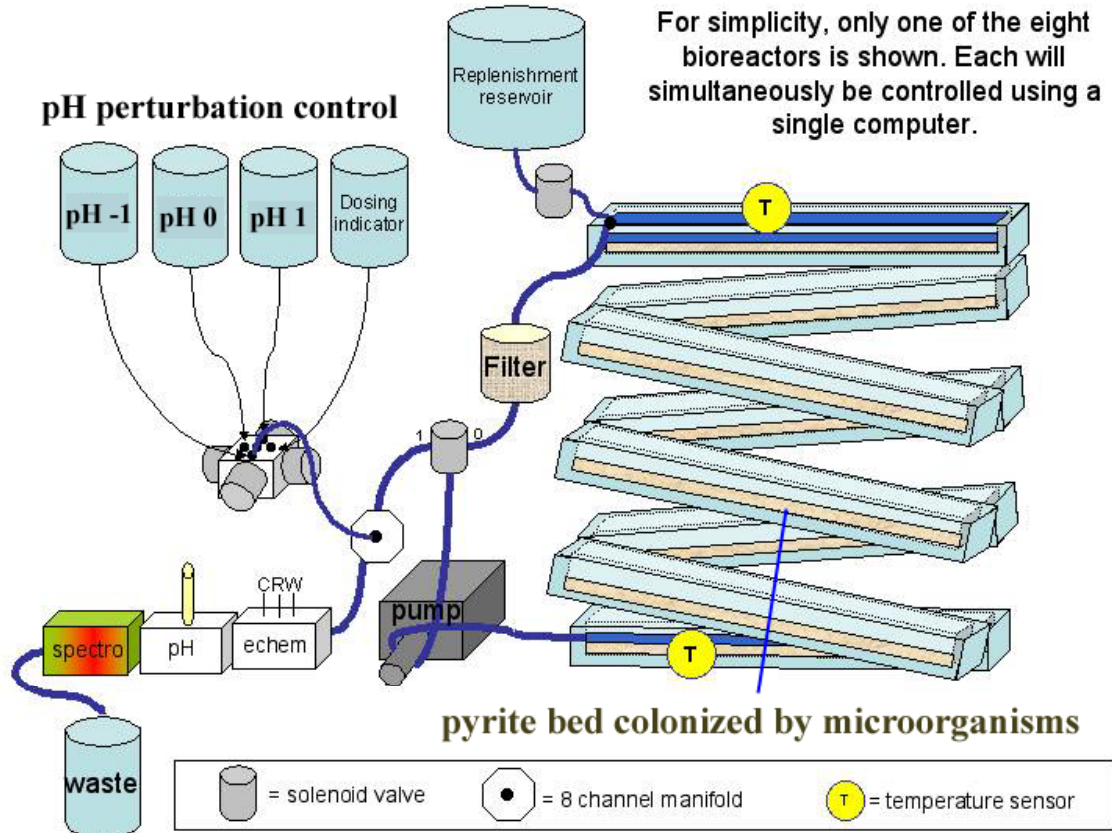 For simplicity, only one of the eight
bioreactors is shown. Each will
simultaneously be controlled using a
single computer.
Replenishment
reservoir
pH perturbation control
pH -1
pH 0
pH 1
Dosing
indicator
T
Filter
1
0
CRW
pump
spectro
pH
echem
T
pyrite bed colonized by microorganisms
waste
= solenoid valve
= 8 channel manifold
T
= temperature sensor